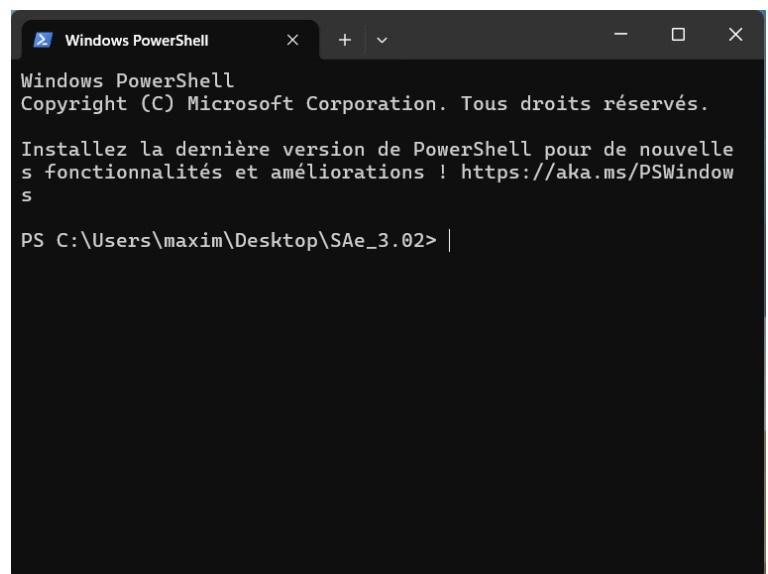 Windows PowerShell
Windows PowerShell
Copyright (C) Microsoft Corporation. Tous droits réservés.
Installez la dernière version de PowerShell pour de nouvelle
s fonctionnalités et améliorations ! https://aka.ms/PSWindow
s
PS C:\Users\maxim\Desktop\SAe_3.02>